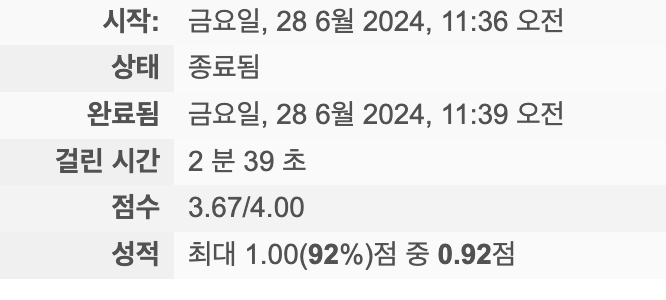 시작: 금요일, 28 6월 2024, 11:36 오전
상태 종료됨
완료됨 금요일, 28 6월 2024, 11:39 오전
걸린 시간 2 분 39 초
점수 3.67/4.00
성적 최대 1.00(92%)점 중 0.92점